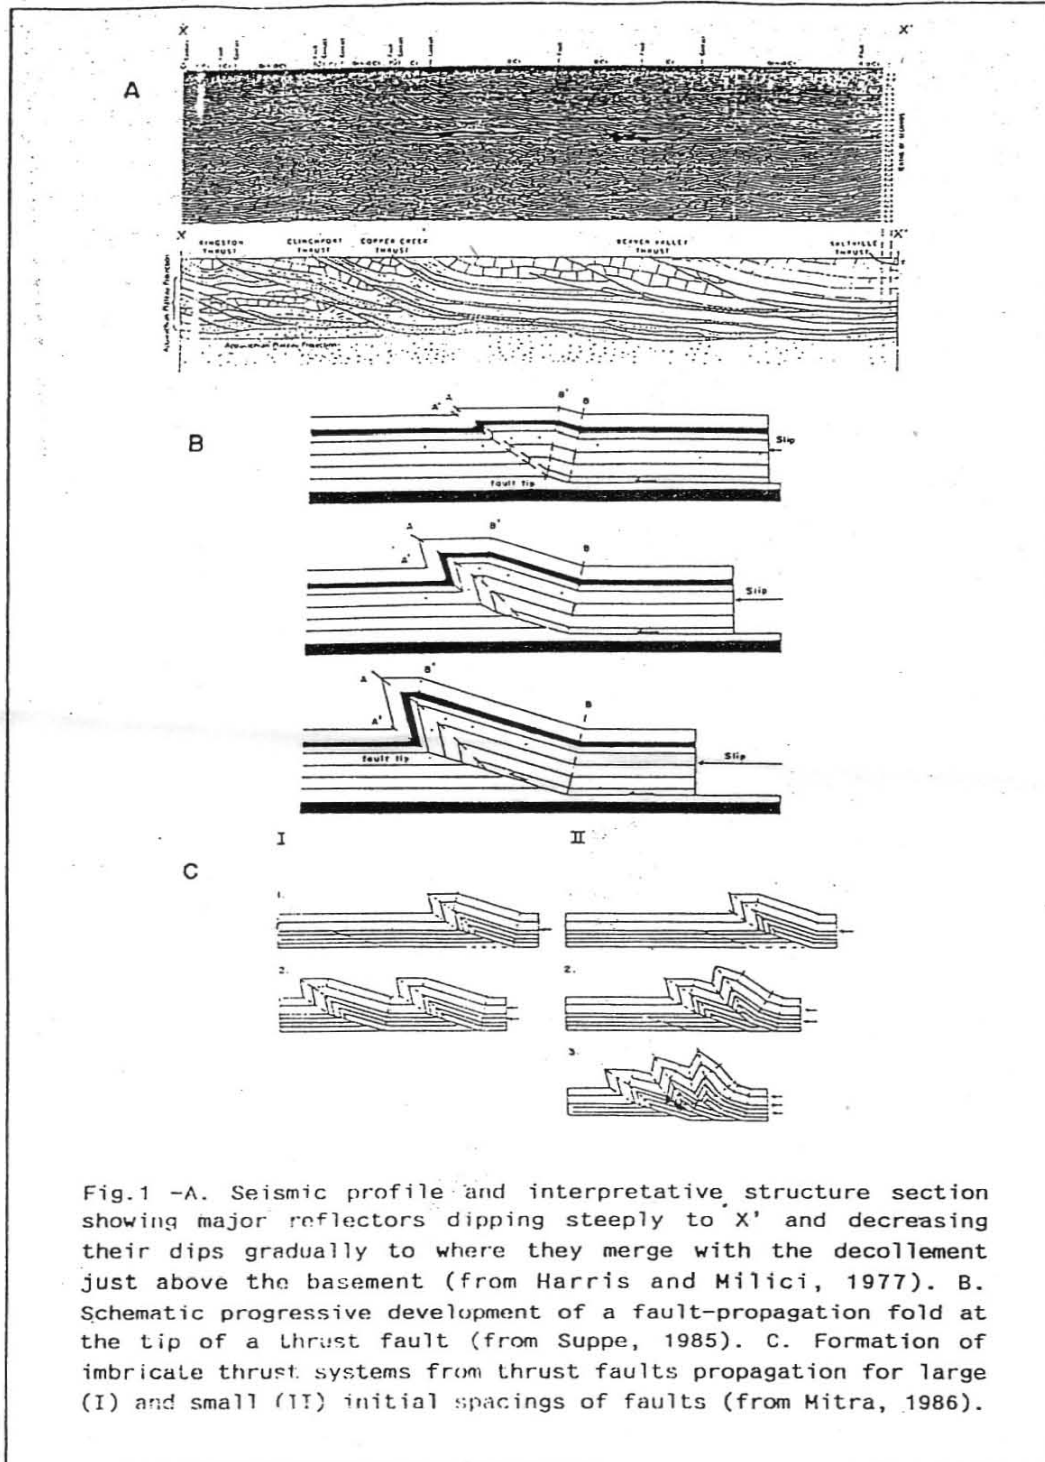 X X'
A
X X'
KINGSTON THRUST CLINCHPORT THRUST COPPER CREEK THRUST BEAVER VALLEY THRUST SALTVILLE THRUST
B
A' A B' B
Slip
fault tip
A B'
A' B
Slip
A B'
A' B
fault tip Slip
I II
C
1.
2. 2.
3.
Fig.1 -A. Seismic profile and interpretative structure section
showing major reflectors dipping steeply to X' and decreasing
their dips gradually to where they merge with the decollement
just above the basement (from Harris and Milici, 1977). B.
Schematic progressive development of a fault-propagation fold at
the tip of a thrust fault (from Suppe, 1985). C. Formation of
imbricate thrust systems from thrust faults propagation for large
(I) and small (II) initial spacings of faults (from Mitra, 1986).